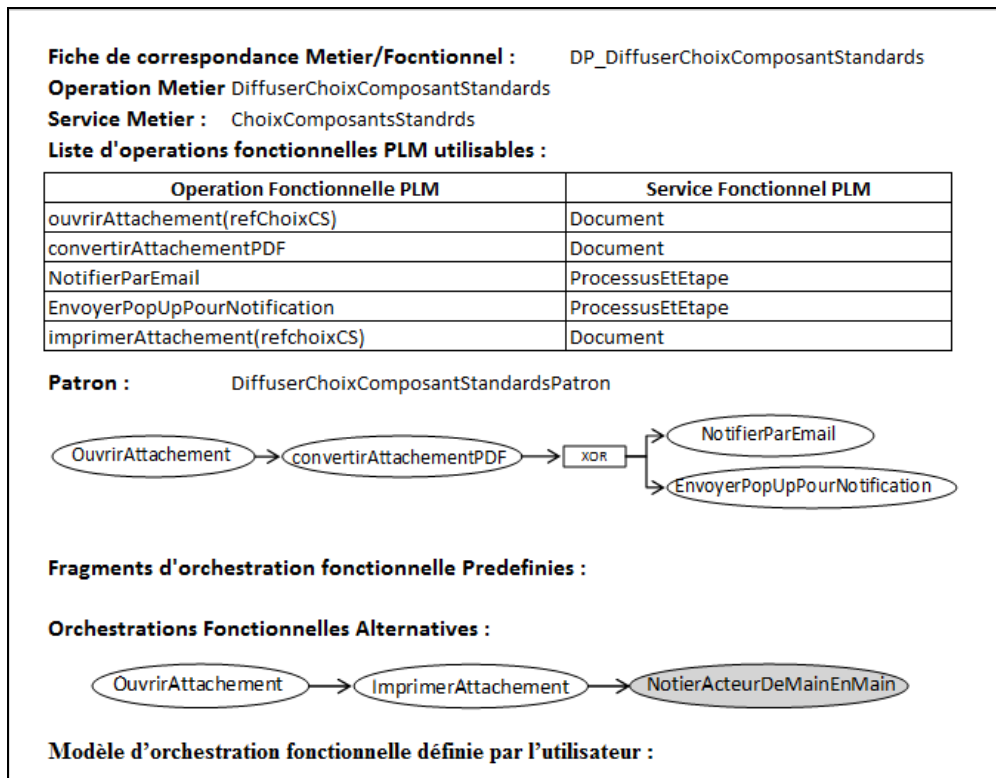 Fiche de correspondance Metier/Focntionnel : DP_DiffuserChoixComposantStandards
Operation Metier DiffuserChoixComposantStandards
Service Metier : ChoixComposantsStandrds
Liste d'operations fonctionnelles PLM utilisables :
Operation Fonctionnelle PLM Service Fonctionnel PLM
ouvrirAttachement(refChoixCS) Document
convertirAttachementPDF Document
NotifierParEmail ProcessusEtEtape
EnvoyerPopUpPourNotification ProcessusEtEtape
imprimerAttachement(refchoixCS) Document
Patron : DiffuserChoixComposantStandardsPatron
NotifierParEmail
OuvrirAttachement convertirAttachementPDF XOR
EnvoyerPopUpPourNotification
Fragments d'orchestration fonctionnelle Predefinies :
Orchestrations Fonctionnelles Alternatives :
OuvrirAttachement ImprimerAttachement NotierActeurDeMainEnMain
Modèle d’orchestration fonctionnelle définie par l’utilisateur :